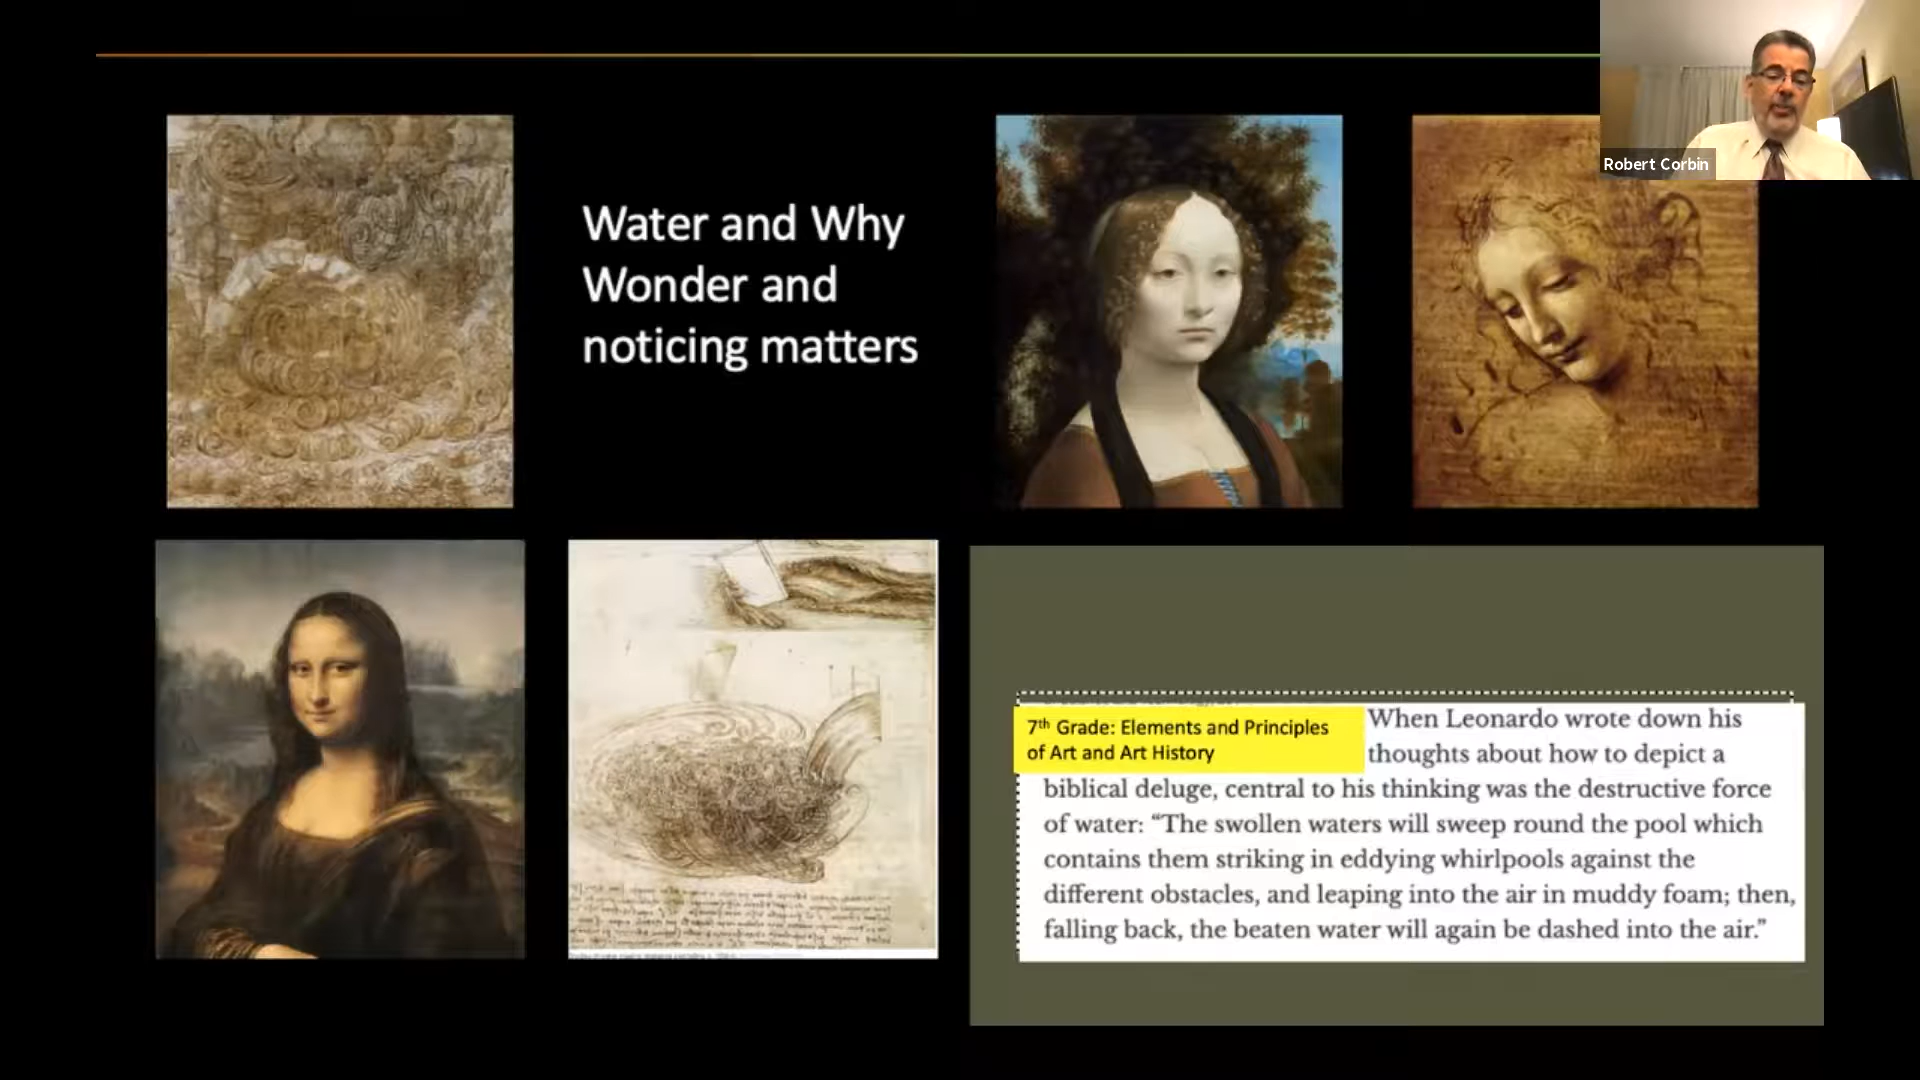 Robert Corbin
Water and Why
Wonder and
noticing matters
7th Grade: Elements and Principles
of Art and Art History
When Leonardo wrote down his
thoughts about how to depict a
biblical deluge, central to his thinking was the destructive force
of water: “The swollen waters will sweep round the pool which
contains them striking in eddying whirlpools against the
different obstacles, and leaping into the air in muddy foam; then,
falling back, the beaten water will again be dashed into the air.”